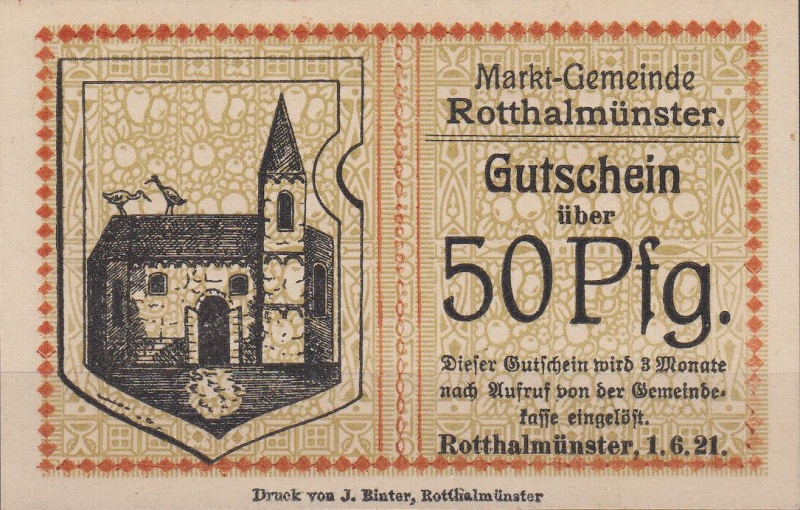 Markt-Gemeinde
Rotthalmünster.
Gutschein
über
50 Pfg.
Dieser Gutschein wird 3 Monate
nach Aufruf von der Gemeinde-
kasse eingelöst.
Rotthalmünster, 1.6.21.
Druck von J. Binter, Rotthalmünster